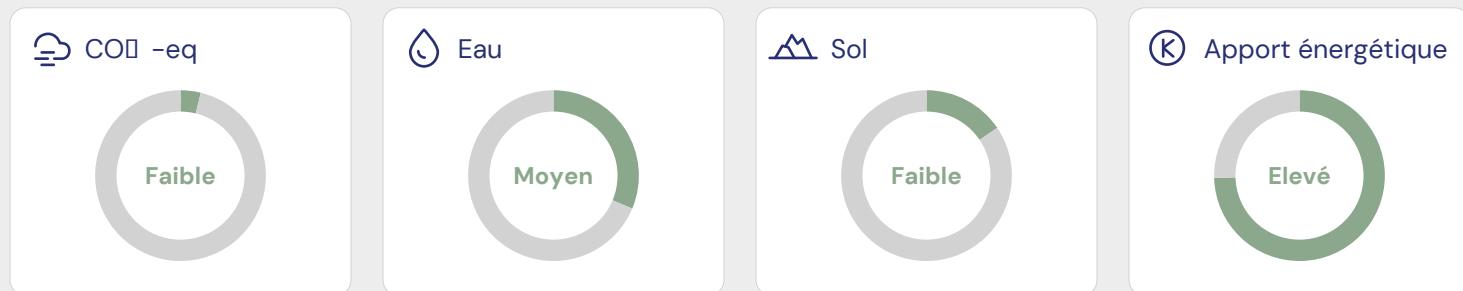 CO▯ -eq
Faible
Eau
Moyen
Sol
Faible
K
Apport énergétique
Elevé